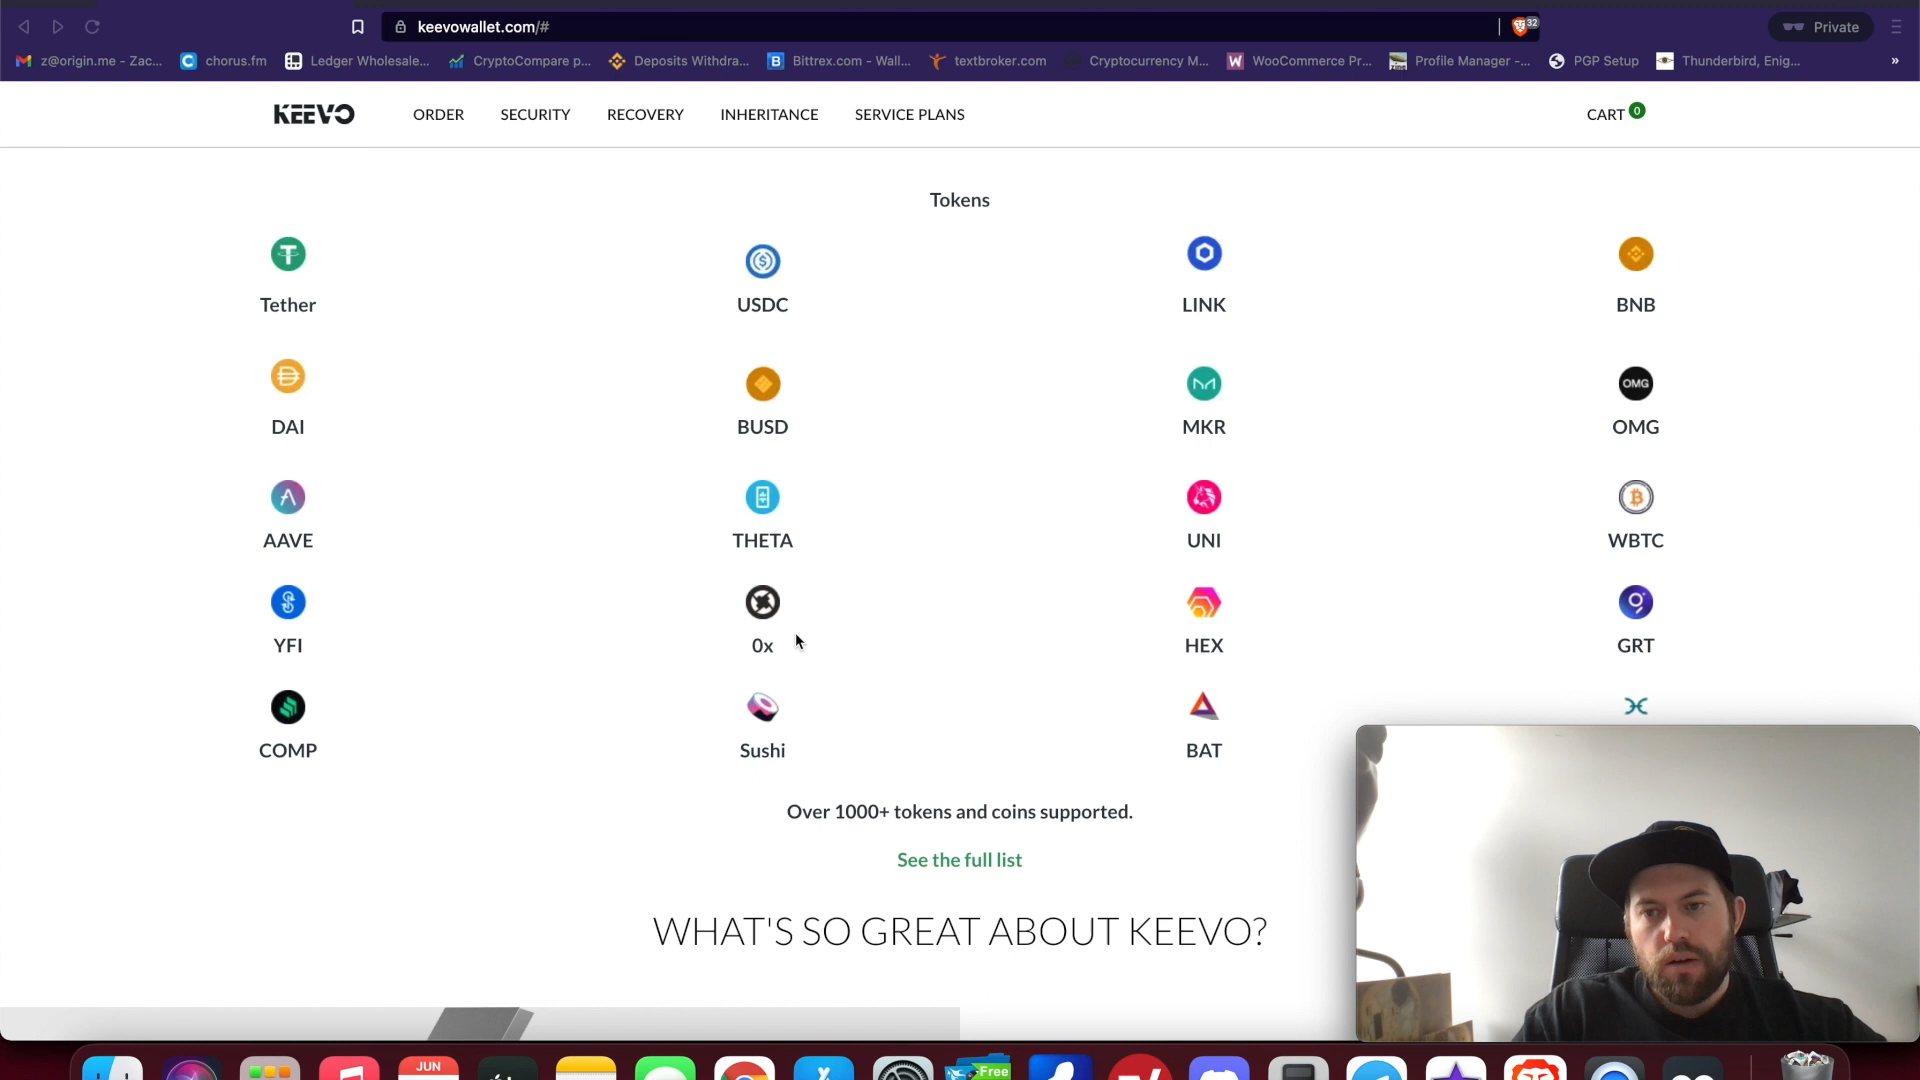 keevowallet.com/#
32
Private
z@origin.me - Zac...
chorus.fm
Ledger Wholesale...
CryptoCompare p...
Deposits Withdra...
Bittrex.com - Wall...
textbroker.com
Cryptocurrency M...
WooCommerce Pr...
Profile Manager -...
PGP Setup
Thunderbird, Enig...
»
KEEVO
ORDER
SECURITY
RECOVERY
INHERITANCE
SERVICE PLANS
CART 0
Tokens
Tether
USDC
LINK
BNB
DAI
BUSD
MKR
OMG
OMG
AAVE
THETA
UNI
WBTC
YFI
0x
HEX
GRT
COMP
Sushi
BAT
Over 1000+ tokens and coins supported.
See the full list
WHAT'S SO GREAT ABOUT KEEVO?
JUN
Free